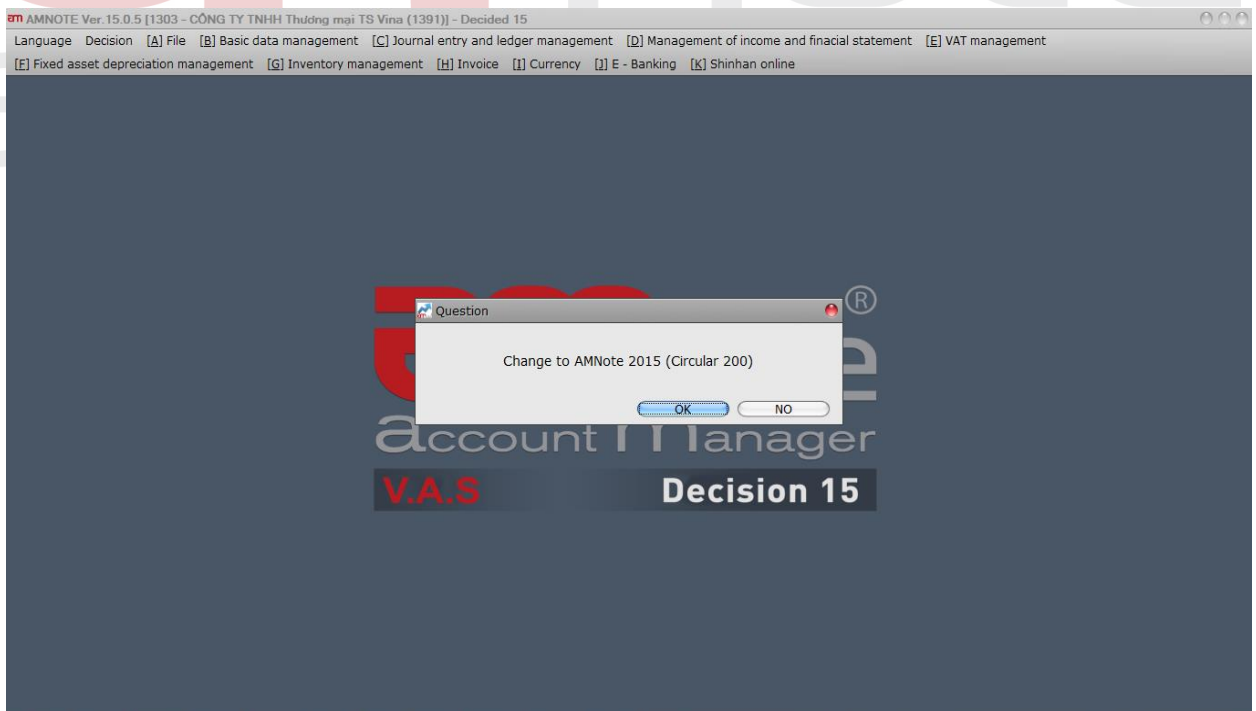 am AMNOTE Ver.15.0.5 [1303 - CÔNG TY TNHH Thương mại TS Vina (1391)] - Decided 15
Language Decision [A] File [B] Basic data management [C] Journal entry and ledger management [D] Management of income and finacial statement [E] VAT management
[F] Fixed asset depreciation management [G] Inventory management [H] Invoice [I] Currency [J] E - Banking [K] Shinhan online
®
Question
Change to AMNote 2015 (Circular 200)
OK NO
account manager
V.A.S Decision 15